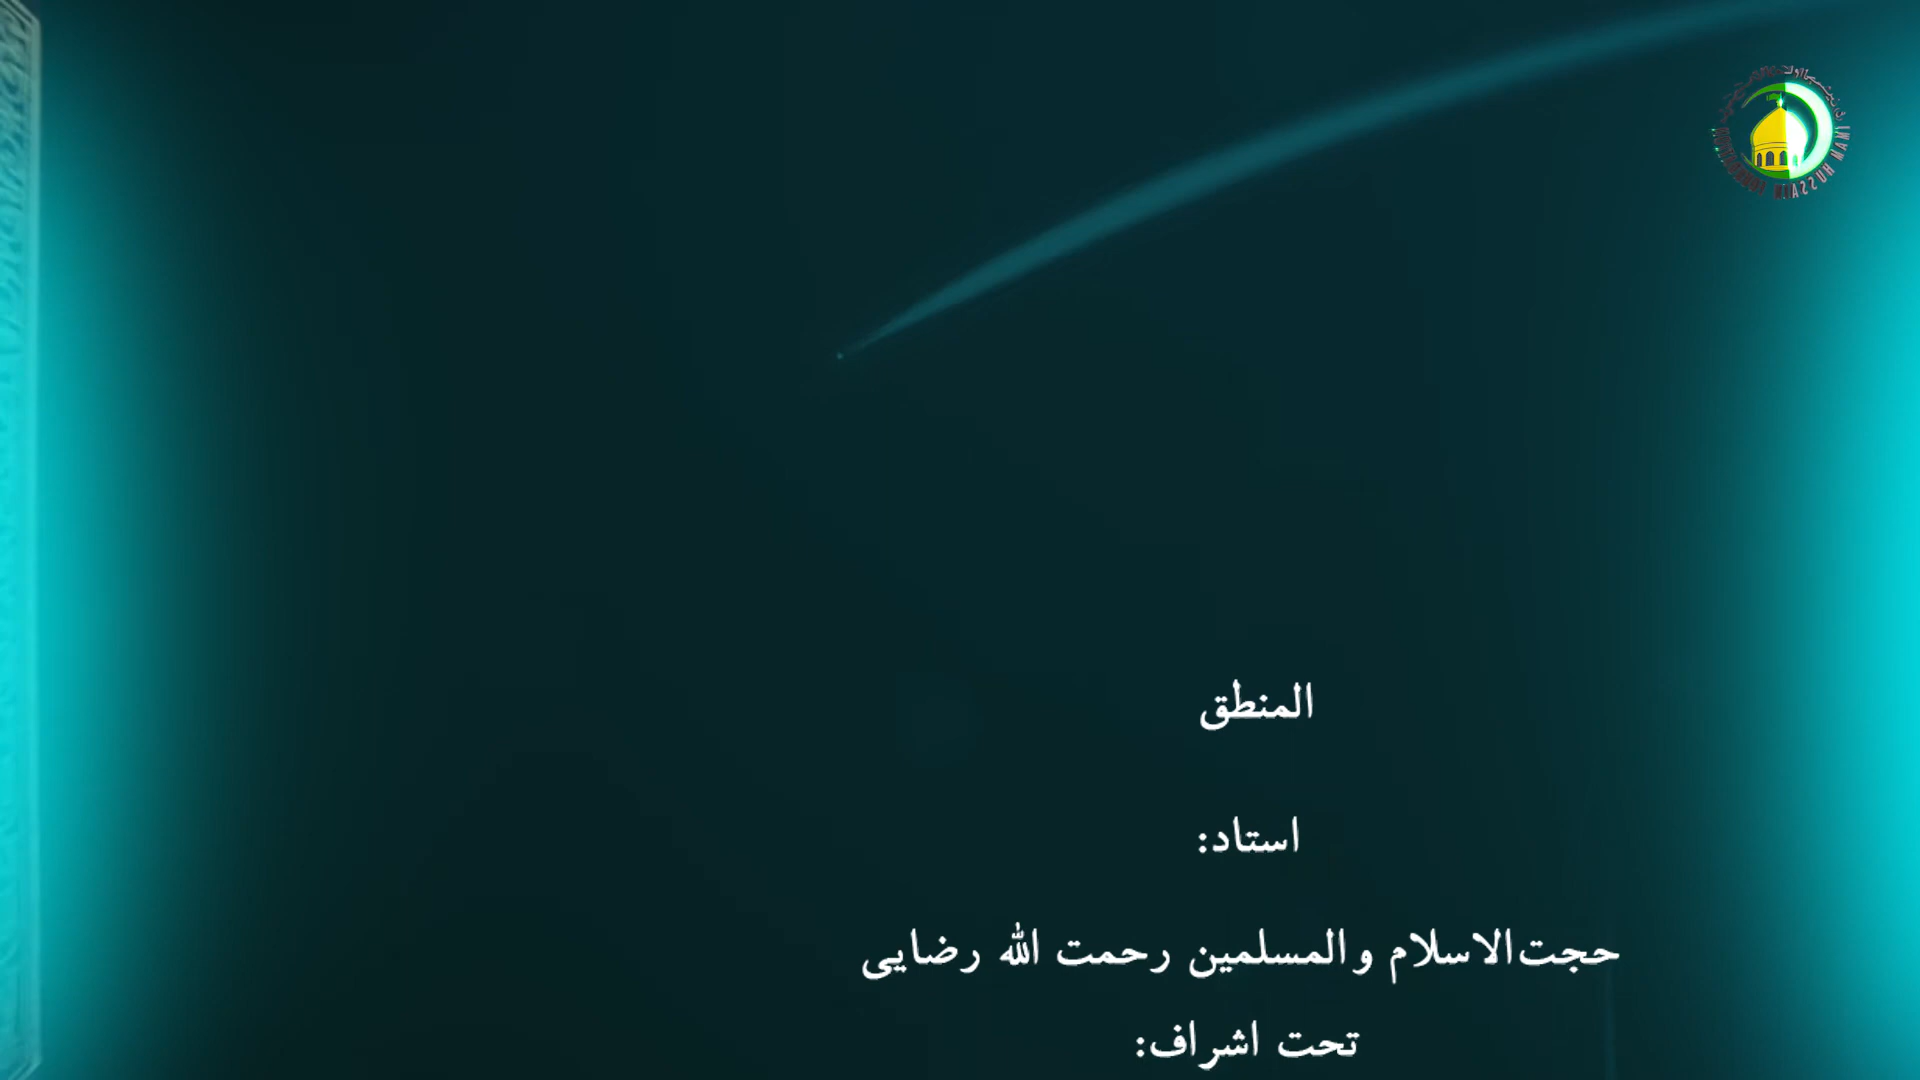 المنطق
استاد:
حجت‌الاسلام والمسلمین رحمت الله رضایی
تحت اشراف: